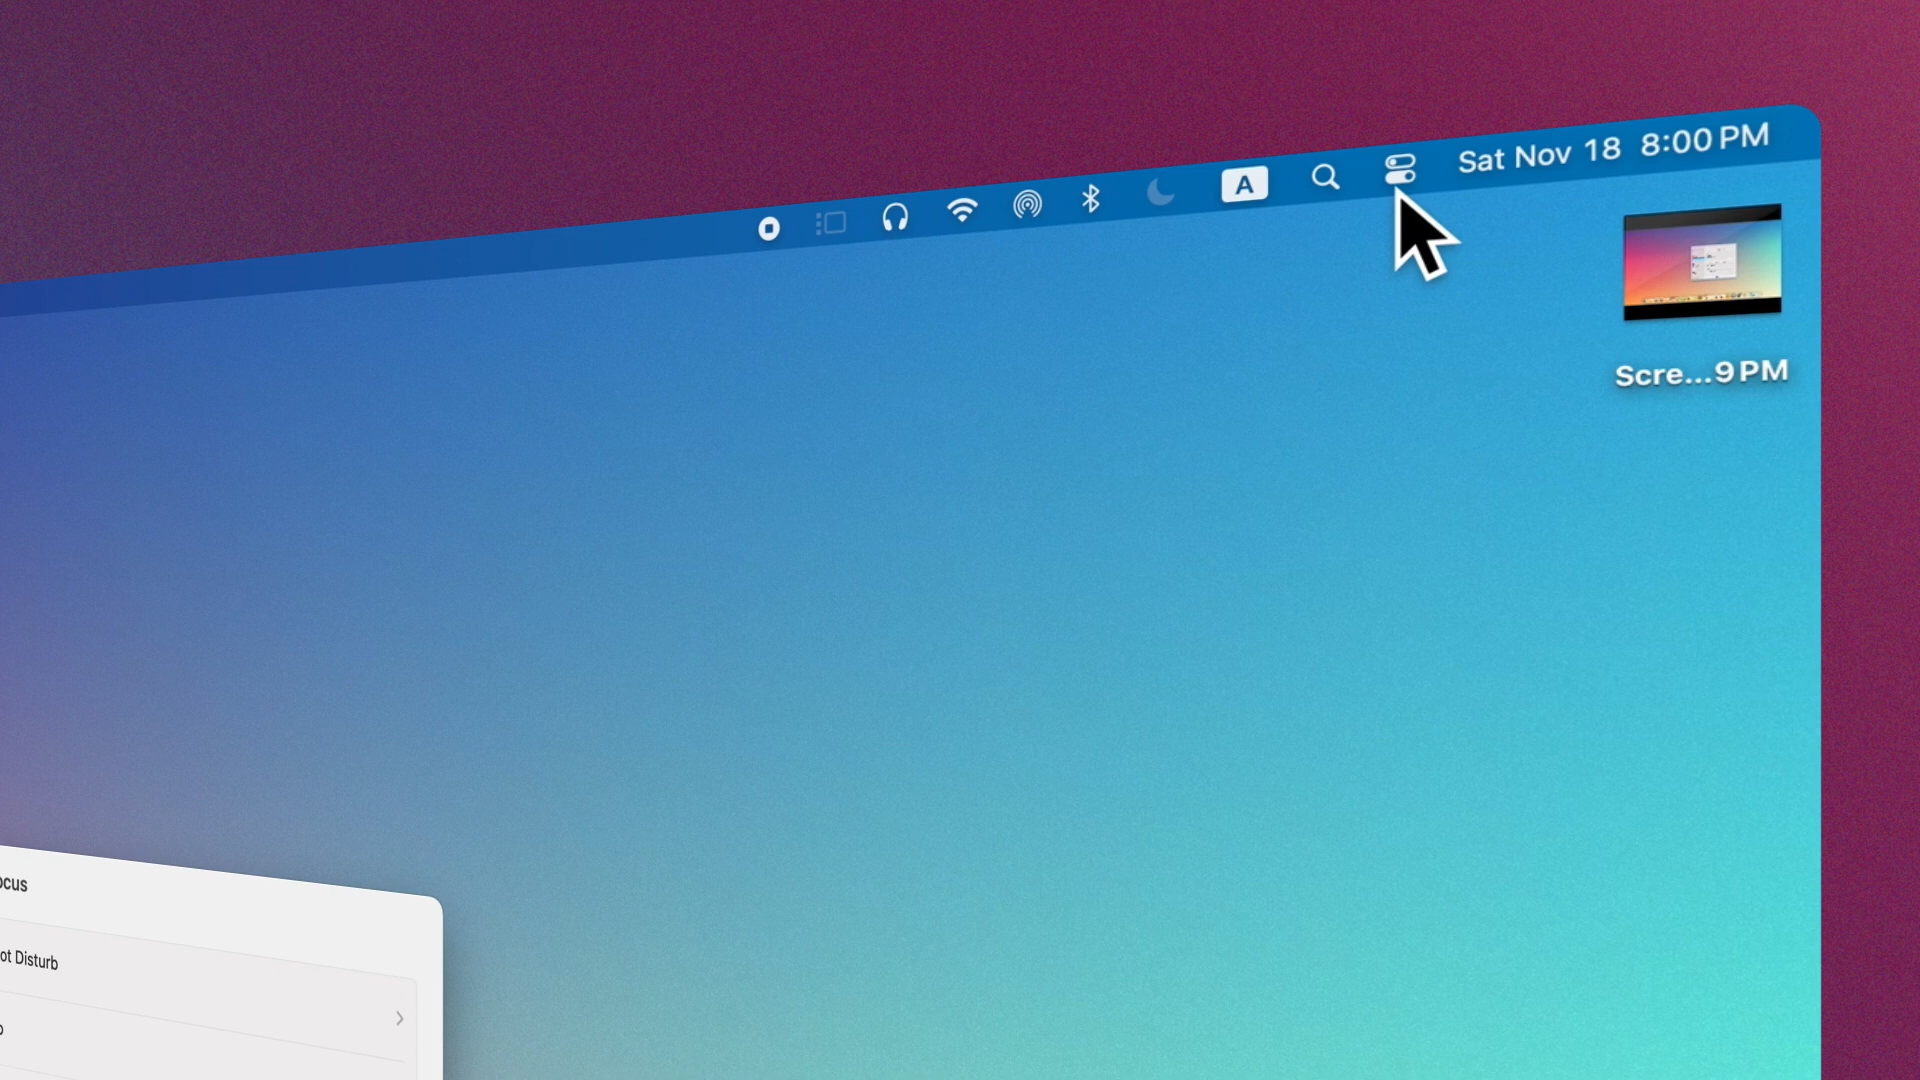 A
Sat Nov 18 8:00 PM
Scre...9 PM
ocus
ot Disturb